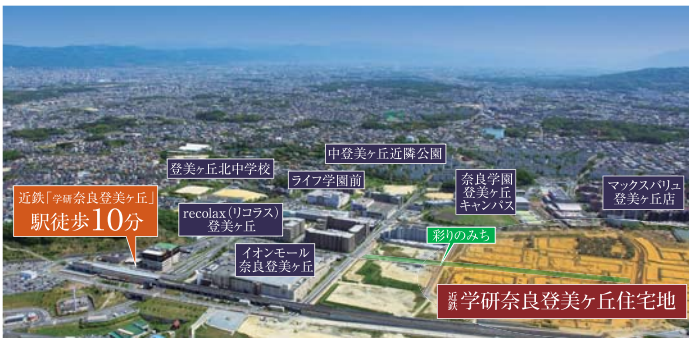 中登美ヶ丘近隣公園
登美ヶ丘北中学校
ライフ学園前
奈良学園
登美ヶ丘
キャンパス
マックスバリュ
登美ヶ丘店
近鉄「学研奈良登美ヶ丘」
駅徒歩10分
recolax(リコラス)
登美ヶ丘
イオンモール
奈良登美ヶ丘
彩りのみち
近鉄 学研奈良登美ヶ丘住宅地